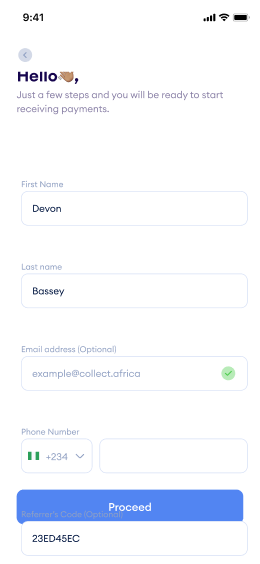 9:41
Hello👋🏽,
Just a few steps and you will be ready to start
receiving payments.
First Name
Devon
Last name
Bassey
Email address (Optional)
example@collect.africa
Phone Number
+234
Proceed
Referrer's Code (Optional)
23ED45EC